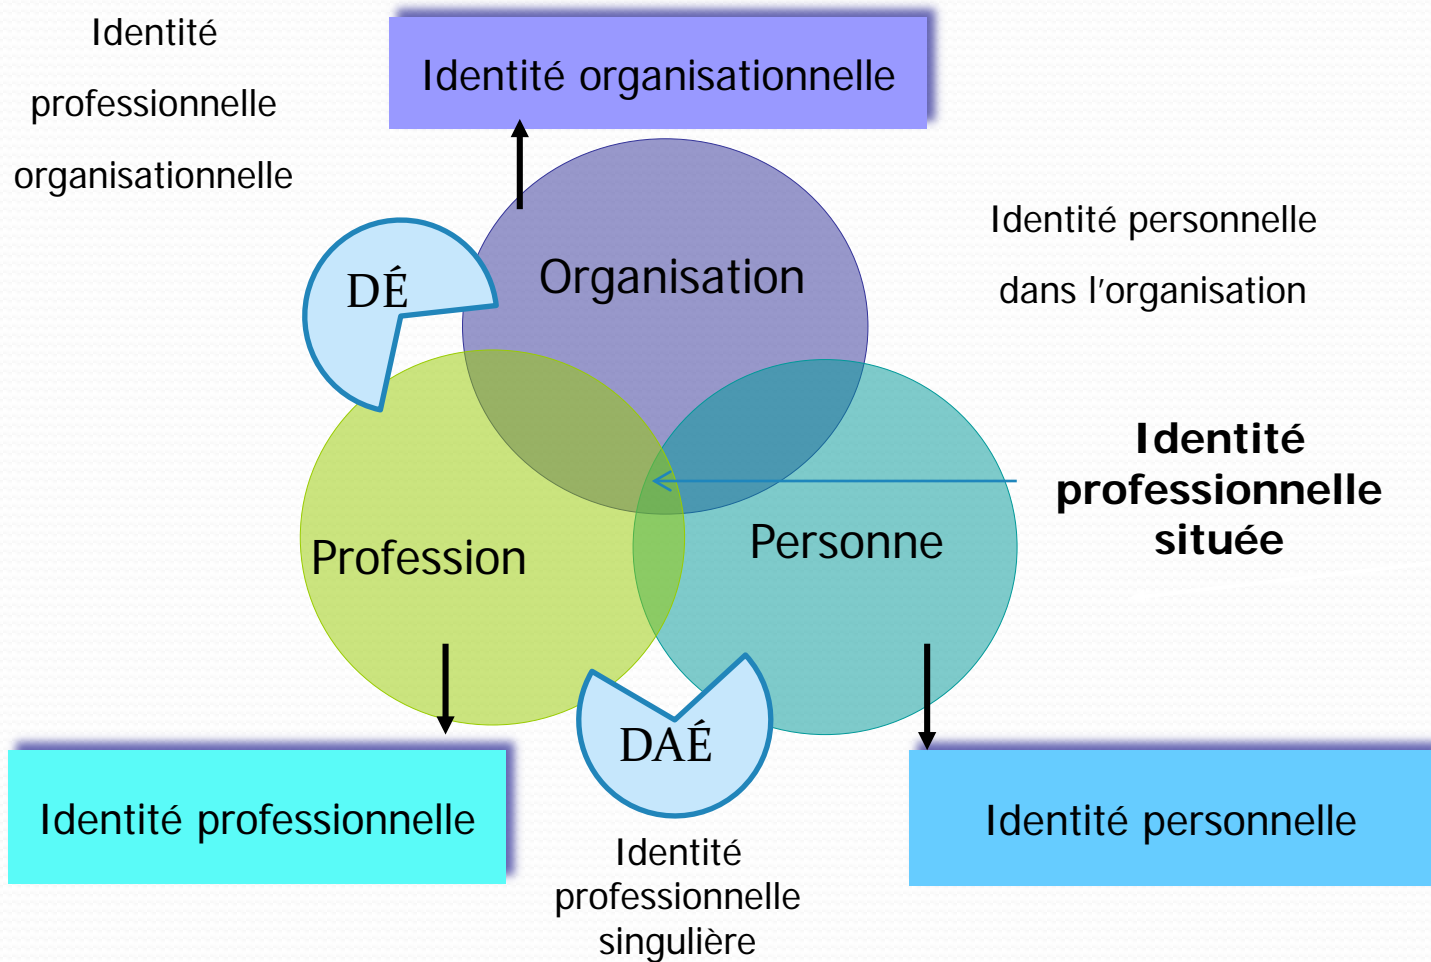 Identité
professionnelle
organisationnelle
Identité organisationnelle
Identité personnelle
dans l'organisation
DÉ
Organisation
Identité
professionnelle
située
Profession
Personne
DAÉ
Identité professionnelle
Identité personnelle
Identité
professionnelle
singulière